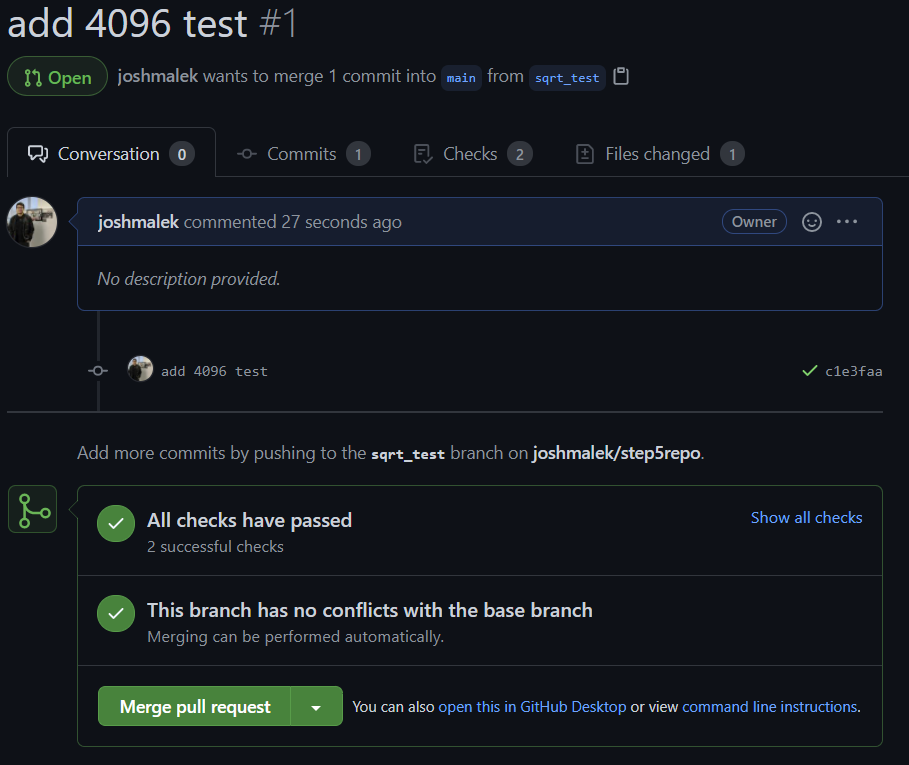 add 4096 test #1
Open joshmalek wants to merge 1 commit into main from sqrt_test
Conversation 0 Commits 1 Checks 2 Files changed 1
joshmalek commented 27 seconds ago Owner
No description provided.
add 4096 test c1e3faa
Add more commits by pushing to the sqrt_test branch on joshmalek/step5repo.
All checks have passed Show all checks
2 successful checks
This branch has no conflicts with the base branch
Merging can be performed automatically.
Merge pull request You can also open this in GitHub Desktop or view command line instructions.